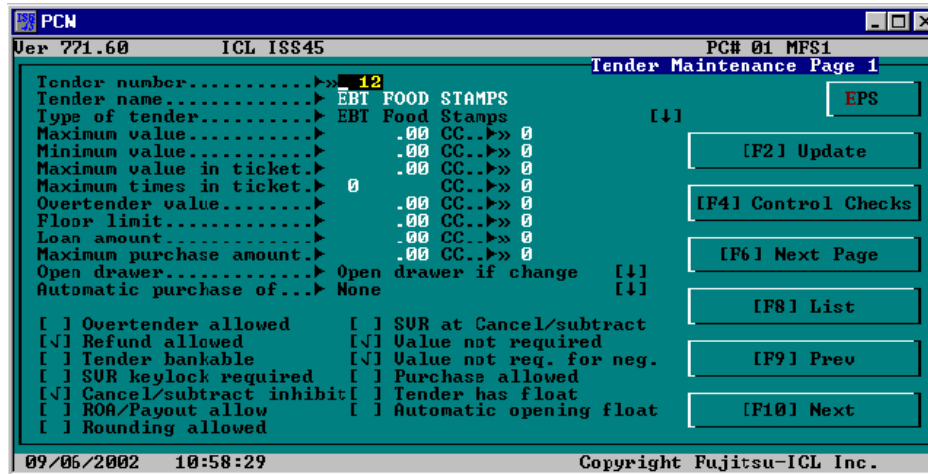 PCN
Ver 771.60 ICL ISS45 PC# 01 MFS1
Tender Maintenance Page 1
Tender number...........►» 12
Tender name.............► EBT FOOD STAMPS
EPS
Type of tender..........► EBT Food Stamps [↓]
Maximum value...........► .00 CC..►» 0
Minimum value...........► .00 CC..►» 0
[F2] Update
Maximum value in ticket.► .00 CC..►» 0
Maximum times in ticket.► 0 CC..►» 0
Overtender value........► .00 CC..►» 0
[F4] Control Checks
Floor limit.............► .00 CC..►» 0
Loan amount.............► .00 CC..►» 0
Maximum purchase amount.► .00 CC..►» 0
[F6] Next Page
Open drawer.............► Open drawer if change [↓]
Automatic purchase of...► None [↓]
[F8] List
[ ] Overtender allowed [ ] SVR at Cancel/subtract
[√] Refund allowed [√] Value not required
[ ] Tender bankable [√] Value not req. for neg.
[F9] Prev
[ ] SVR keylock required [ ] Purchase allowed
[√] Cancel/subtract inhibit[ ] Tender has float
[ ] ROA/Payout allow [ ] Automatic opening float
[F10] Next
[ ] Rounding allowed
09/06/2002 10:58:29 Copyright Fujitsu-ICL Inc.